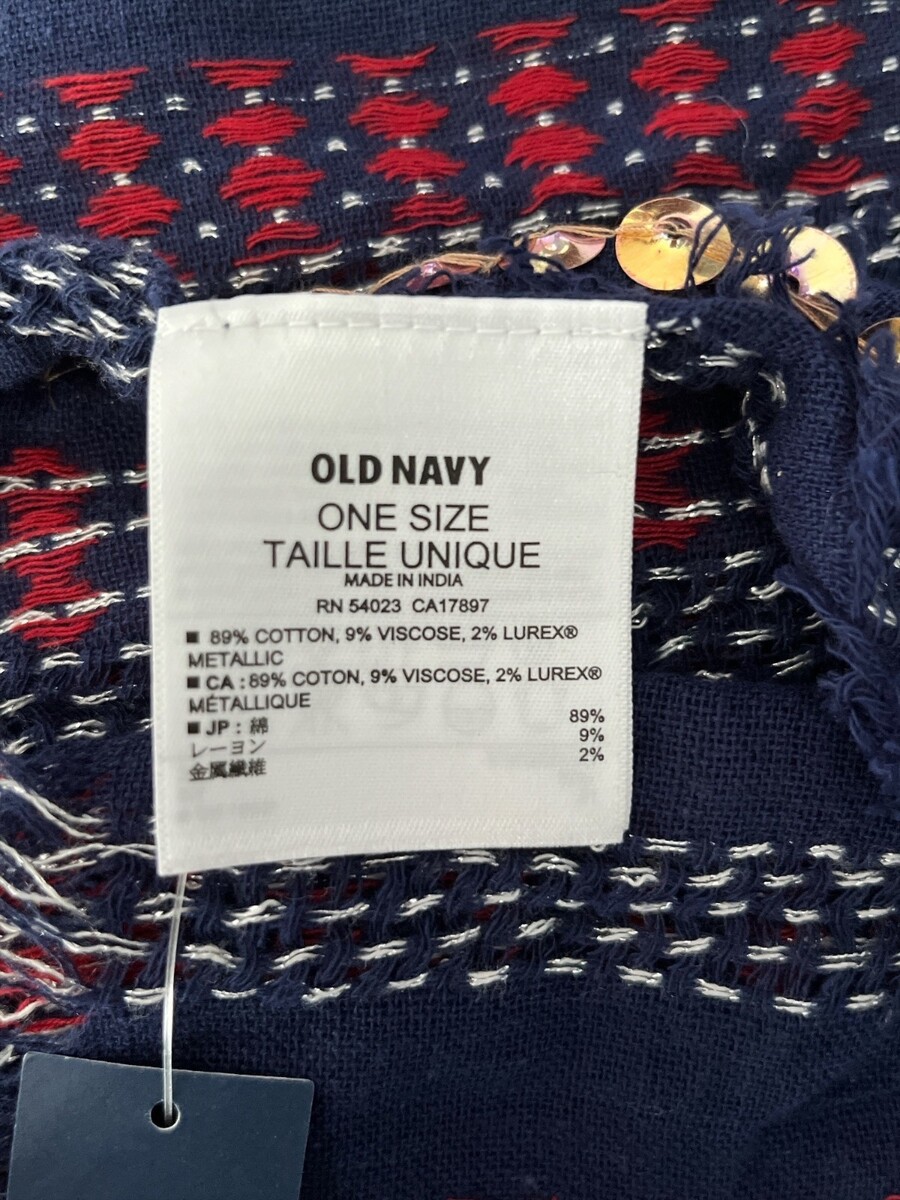 OLD NAVY
ONE SIZE
TAILLE UNIQUE
MADE IN INDIA
RN 54023 CA17897
■ 89% COTTON, 9% VISCOSE, 2% LUREX®
METALLIC
■ CA : 89% COTON, 9% VISCOSE, 2% LUREX®
MÉTALLIQUE
■ JP : 綿 89%
レーヨン 9%
金属繊維 2%